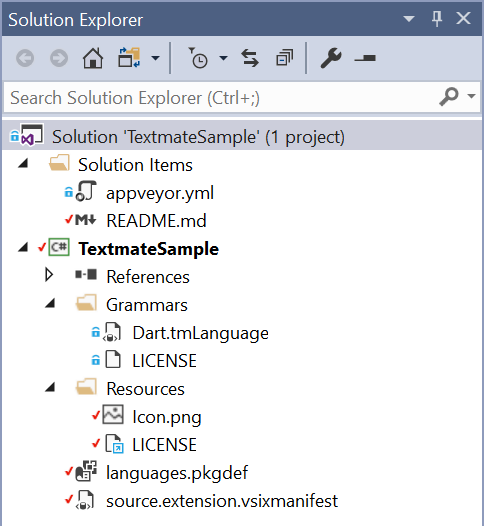 Solution Explorer
Search Solution Explorer (Ctrl+;)
Solution 'TextmateSample' (1 project)
Solution Items
appveyor.yml
M README.md
C# TextmateSample
References
Grammars
Dart.tmLanguage
LICENSE
Resources
Icon.png
LICENSE
languages.pkgdef
source.extension.vsixmanifest